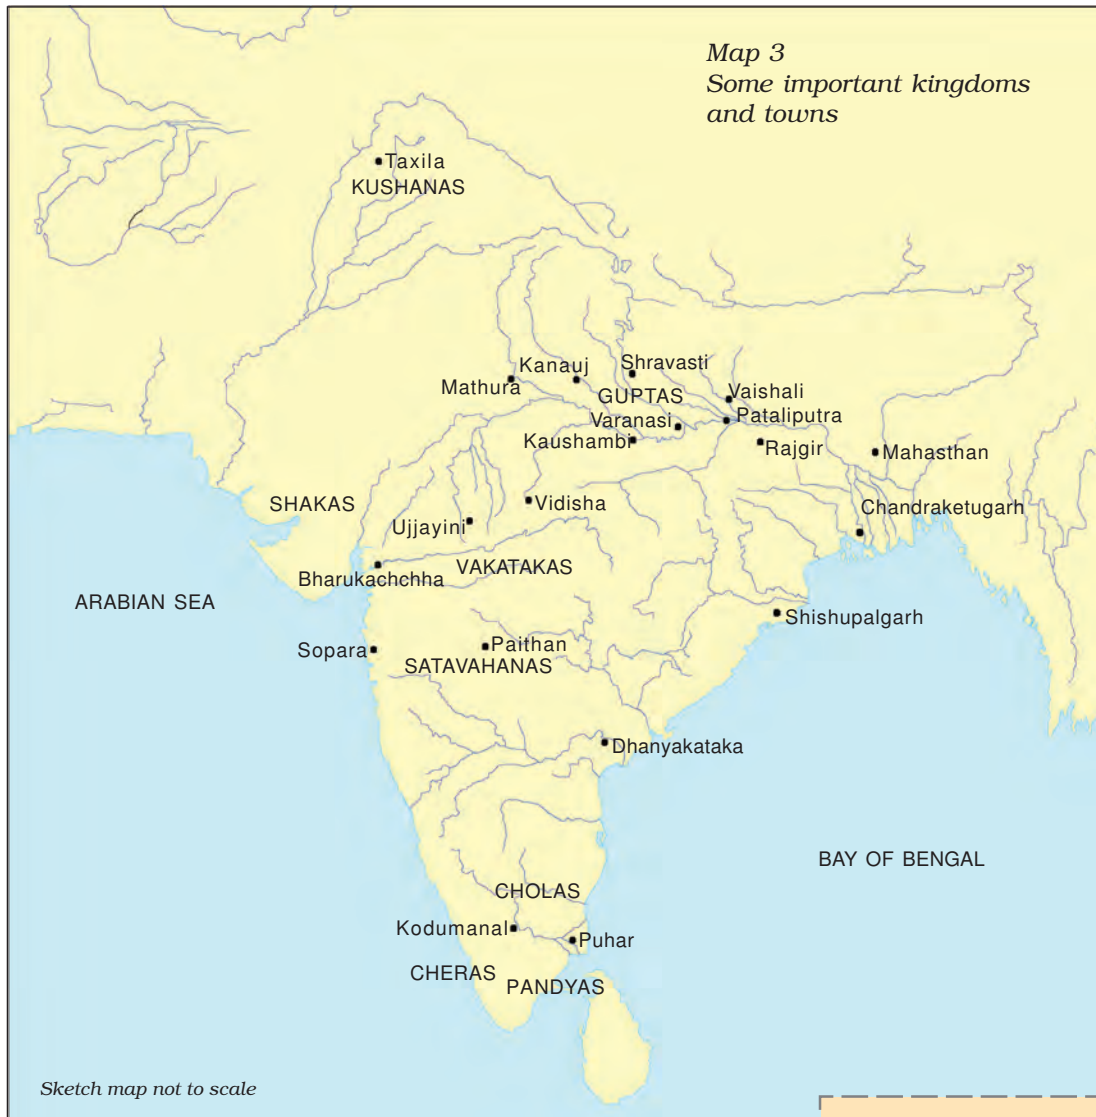 Map 3
Some important kingdoms
and towns
Taxila
KUSHANAS
Shravasti
Kanauj
Mathura
GUPTAS
Vaishali
Varanasi
Pataliputra
Kaushambi
Rajgir
Mahasthan
SHAKAS
Vidisha
Chandraketugarh
Ujjayini
VAKATAKAS
Bharukachchha
ARABIAN SEA
Shishupalgarh
Sopara
Paithan
SATAVAHANAS
Dhanyakataka
BAY OF BENGAL
CHOLAS
Kodumanal
Puhar
CHERAS
PANDYAS
Sketch map not to scale